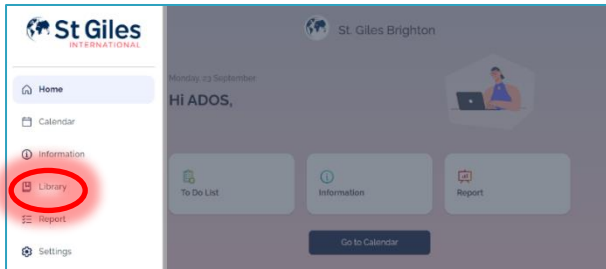 St Giles
INTERNATIONAL
Home
Calendar
Information
Library
Report
Settings
St. Giles Brighton
Monday 23 September
Hi ADOS,
To Do List
Information
Report
Go to Calendar